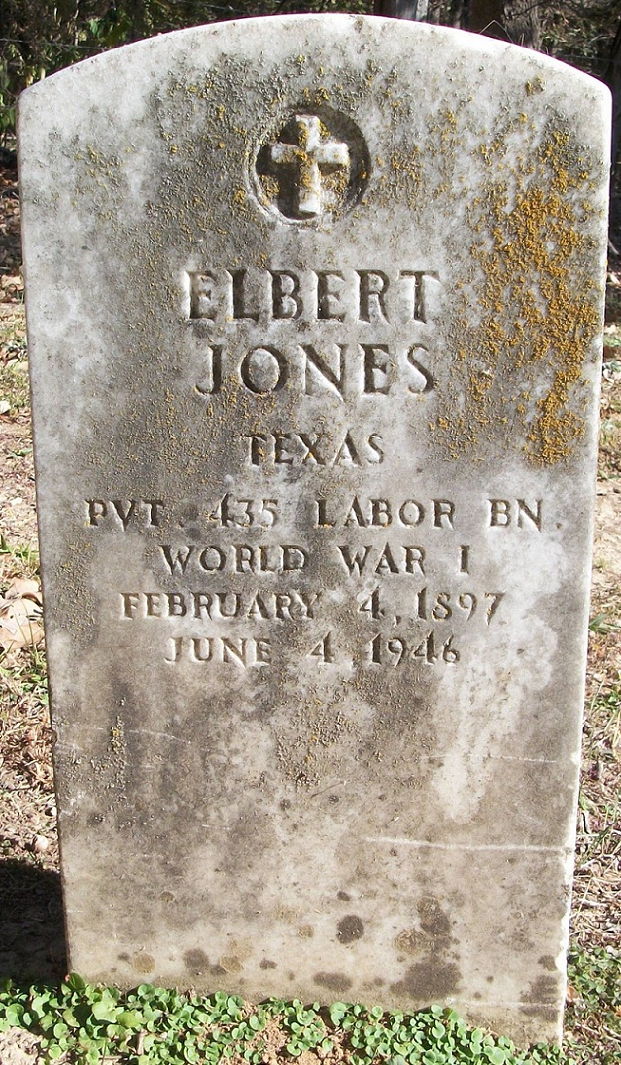 ELBERT
JONES
TEXAS
PVT. 435 LABOR BN.
WORLD WAR I
FEBRUARY 4, 1897
JUNE 4, 1946